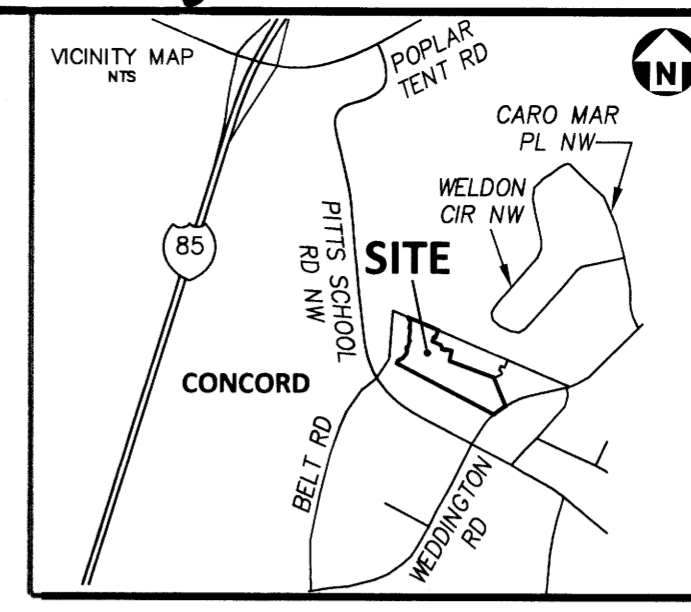 VICINITY MAP
NTS
POPLAR
TENT RD
N
CARO MAR
PL NW
WELDON
CIR NW
85
PITTS SCHOOL
RD NW
SITE
CONCORD
BELT RD
WEDDINGTON
RD